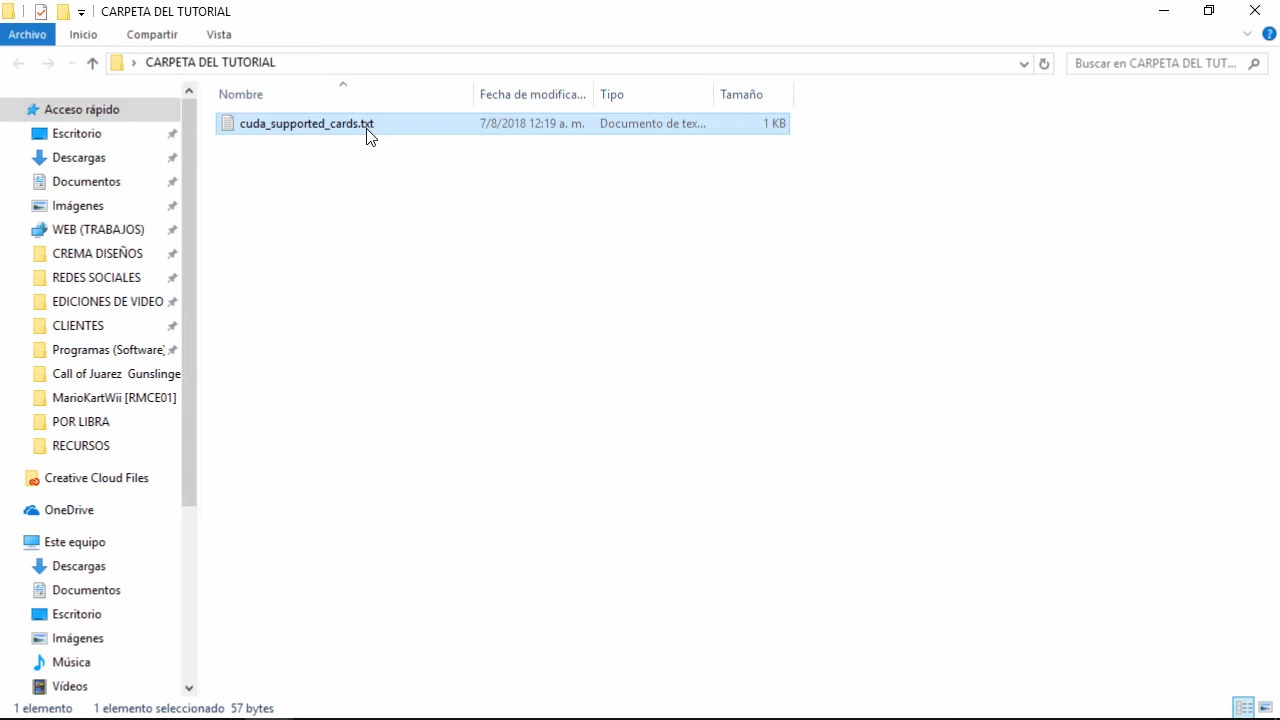 CARPETA DEL TUTORIAL
Archivo Inicio Compartir Vista
CARPETA DEL TUTORIAL Buscar en CARPETA DEL TUT...
Nombre Fecha de modifica... Tipo Tamaño
cuda_supported_cards.txt 7/8/2018 12:19 a. m. Documento de tex... 1 KB
Acceso rápido
Escritorio
Descargas
Documentos
Imágenes
WEB (TRABAJOS)
CREMA DISEÑOS
REDES SOCIALES
EDICIONES DE VIDEO
CLIENTES
Programas (Software)
Call of Juarez Gunslinge
MarioKartWii [RMCE01]
POR LIBRA
RECURSOS
Creative Cloud Files
OneDrive
Este equipo
Descargas
Documentos
Escritorio
Imágenes
Música
Vídeos
1 elemento 1 elemento seleccionado 57 bytes